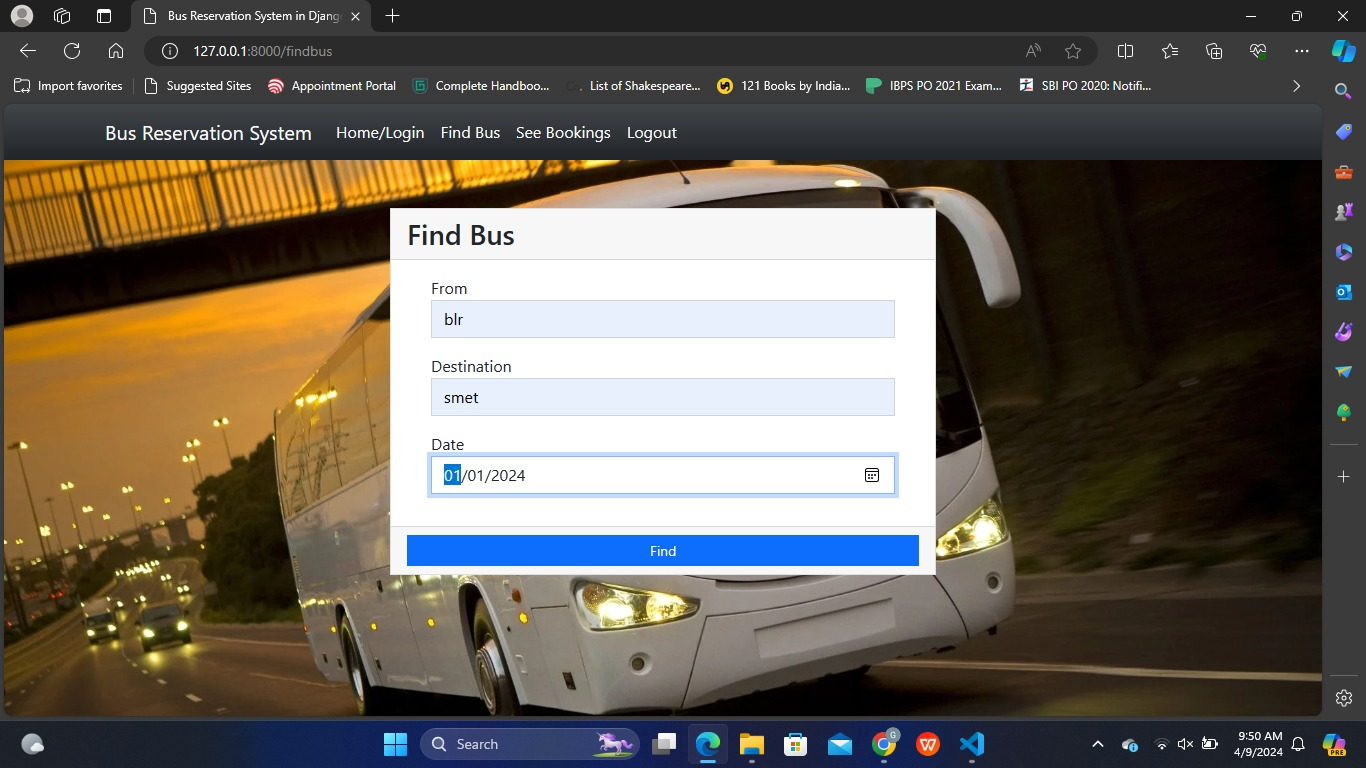 Bus Reservation System in Djang
127.0.0.1:8000/findbus
Import favorites Suggested Sites Appointment Portal Complete Handboo... List of Shakespeare... 121 Books by India... IBPS PO 2021 Exam... SBI PO 2020: Notifi...
Bus Reservation System Home/Login Find Bus See Bookings Logout
Find Bus
From
blr
Destination
smet
Date
01/01/2024
Find
Search
9:50 AM
4/9/2024